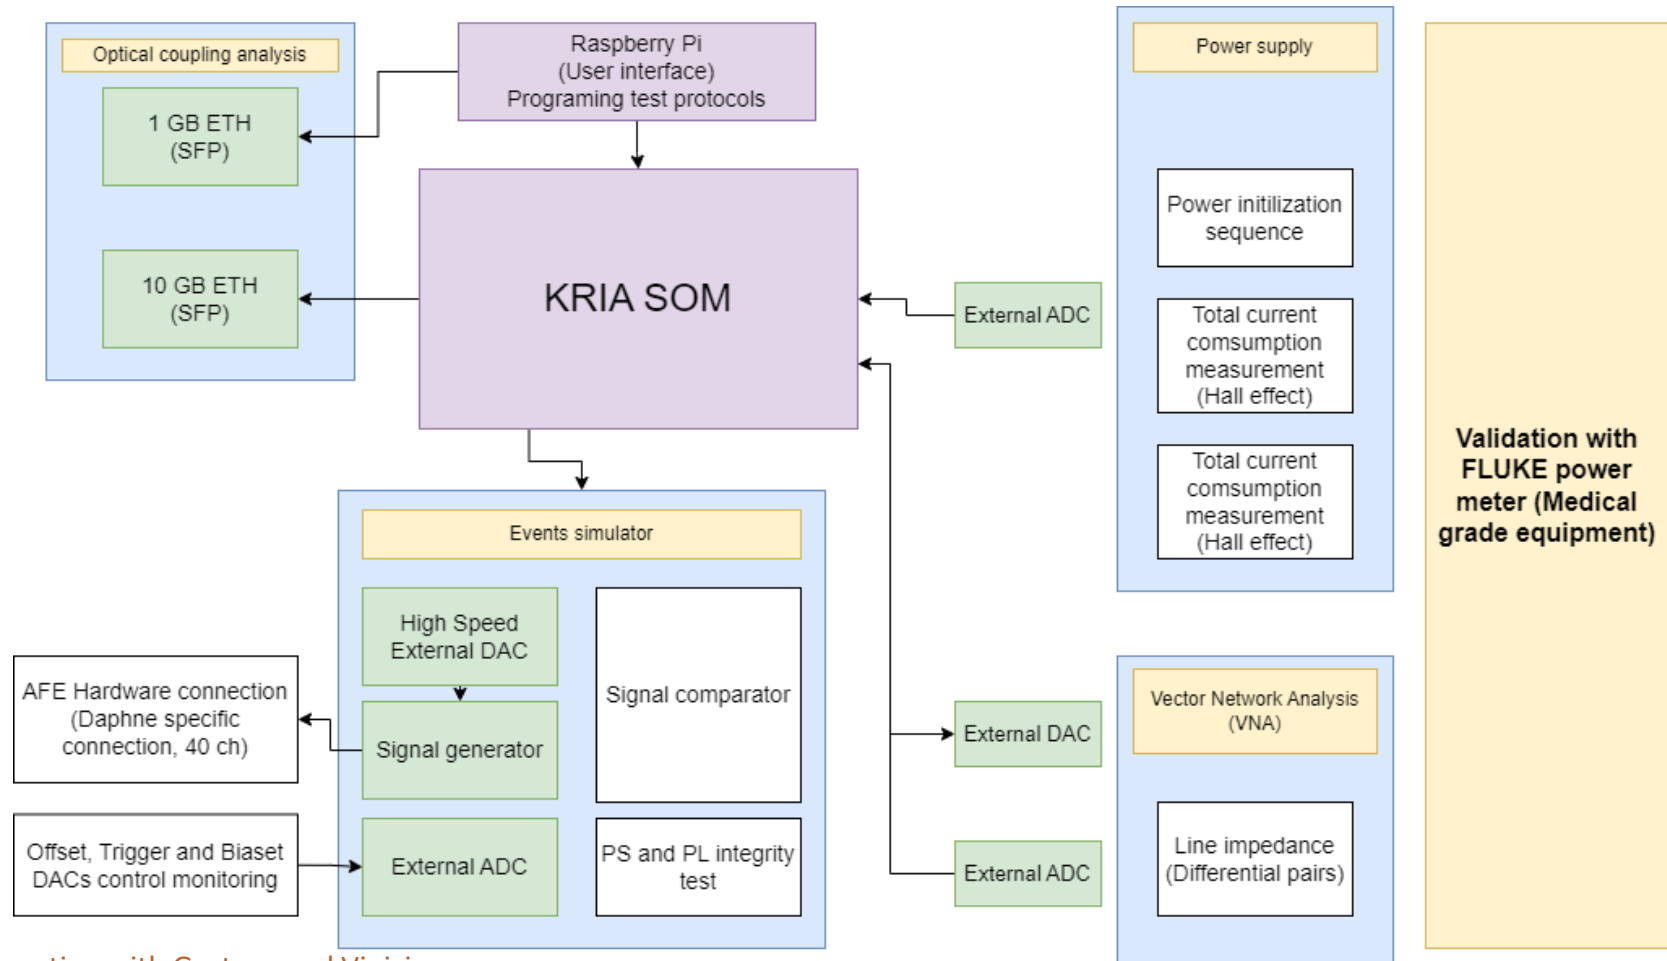 Optical coupling analysis
1 GB ETH
(SFP)
10 GB ETH
(SFP)
Raspberry Pi
(User interface)
Programing test protocols
KRIA SOM
External ADC
Power supply
Power initilization
sequence
Total current
comsumption
measurement
(Hall effect)
Total current
comsumption
measurement
(Hall effect)
Validation with
FLUKE power
meter (Medical
grade equipment)
Events simulator
High Speed
External DAC
Signal generator
External ADC
Signal comparator
PS and PL integrity
test
AFE Hardware connection
(Daphne specific
connection, 40 ch)
Offset, Trigger and Biaset
DACs control monitoring
External DAC
External ADC
Vector Network Analysis
(VNA)
Line impedance
(Differential pairs)
with